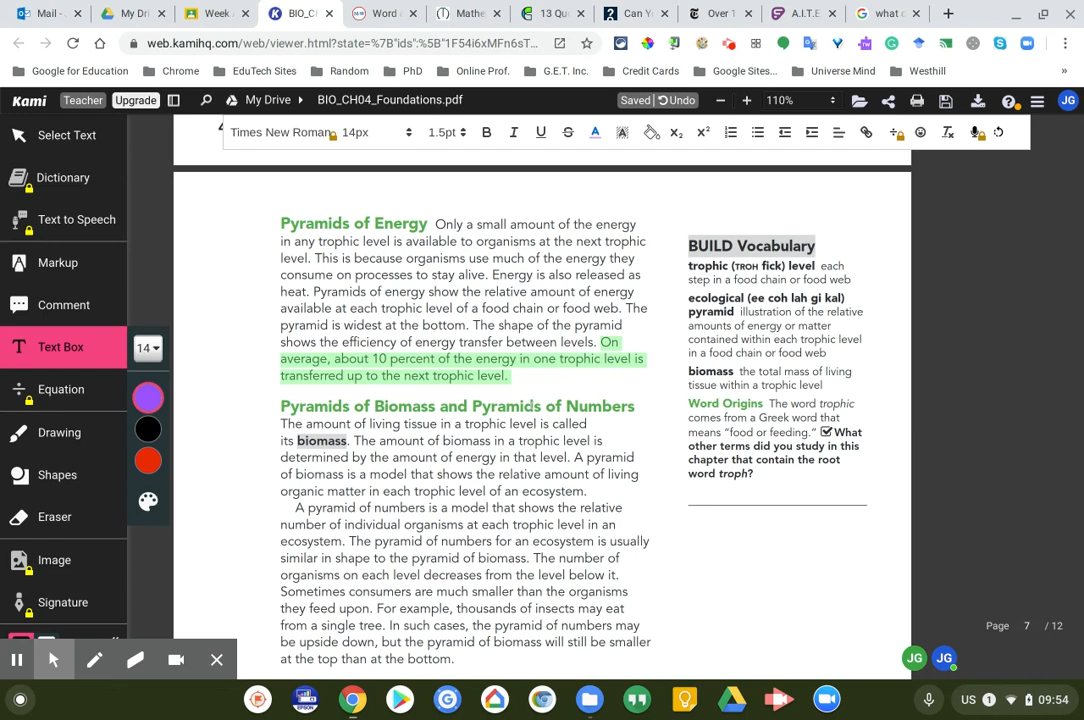 Mail -
My Dri
Week
BIO_C
Word
Mathe
13 Qu
Can Y
Over 1
A.I.T.E
what c
web.kamihq.com/web/viewer.html?state=%7B"ids":%5B"1F54i6xMFn6sT...
Google for Education
Chrome
EduTech Sites
Random
PhD
Online Prof.
G.E.T. Inc.
Credit Cards
Google Sites...
Universe Mind
Westhill
»
Kami
Teacher
Upgrade
My Drive
BIO_CH04_Foundations.pdf
Saved
Undo
110%
JG
Times New Roman
14px
1.5pt
B I U S A A X₂ X²
Select Text
Dictionary
Text to Speech
Markup
Comment
Text Box
14
Equation
Drawing
Shapes
Eraser
Image
Signature
Pyramids of Energy Only a small amount of the energy
in any trophic level is available to organisms at the next trophic
level. This is because organisms use much of the energy they
consume on processes to stay alive. Energy is also released as
heat. Pyramids of energy show the relative amount of energy
available at each trophic level of a food chain or food web. The
pyramid is widest at the bottom. The shape of the pyramid
shows the efficiency of energy transfer between levels. On
average, about 10 percent of the energy in one trophic level is
transferred up to the next trophic level.
Pyramids of Biomass and Pyramids of Numbers
The amount of living tissue in a trophic level is called
its biomass. The amount of biomass in a trophic level is
determined by the amount of energy in that level. A pyramid
of biomass is a model that shows the relative amount of living
organic matter in each trophic level of an ecosystem.
A pyramid of numbers is a model that shows the relative
number of individual organisms at each trophic level in an
ecosystem. The pyramid of numbers for an ecosystem is usually
similar in shape to the pyramid of biomass. The number of
organisms on each level decreases from the level below it.
Sometimes consumers are much smaller than the organisms
they feed upon. For example, thousands of insects may eat
from a single tree. In such cases, the pyramid of numbers may
be upside down, but the pyramid of biomass will still be smaller
at the top than at the bottom.
BUILD Vocabulary
trophic (TROH fick) level each
step in a food chain or food web
ecological (ee coh lah gi kal)
pyramid illustration of the relative
amounts of energy or matter
contained within each trophic level
in a food chain or food web
biomass the total mass of living
tissue within a trophic level
Word Origins The word trophic
comes from a Greek word that
means "food or feeding." What
other terms did you study in this
chapter that contain the root
word troph?
Page 7 / 12
JG JG
US 1 09:54